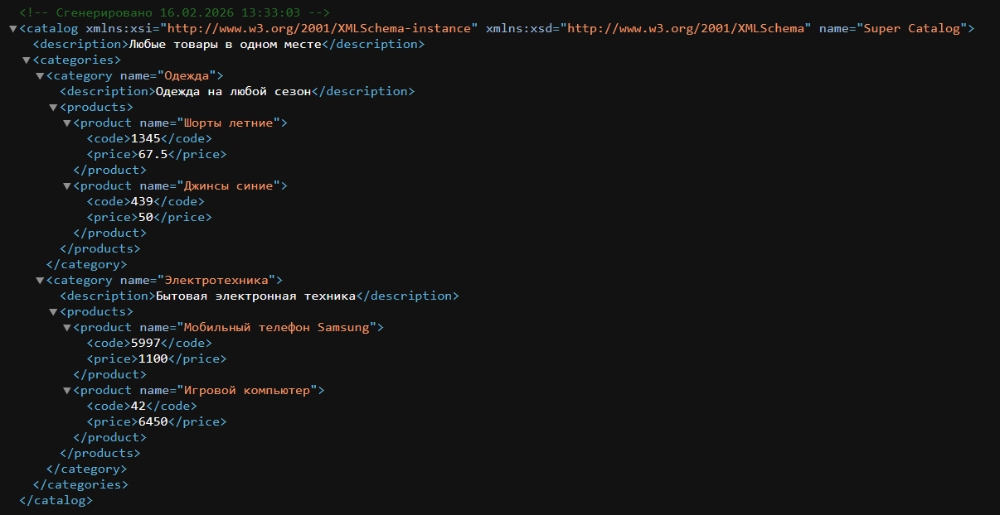 <!-- Сгенерировано 16.02.2026 13:33:03 -->
▼<catalog xmlns:xsi="http://www.w3.org/2001/XMLSchema-instance" xmlns:xsd="http://www.w3.org/2001/XMLSchema" name="Super Catalog">
<description>Любые товары в одном месте</description>
▼<categories>
▼<category name="Одежда">
<description>Одежда на любой сезон</description>
▼<products>
▼<product name="Шорты летние">
<code>1345</code>
<price>67.5</price>
</product>
▼<product name="Джинсы синие">
<code>439</code>
<price>50</price>
</product>
</products>
</category>
▼<category name="Электротехника">
<description>Бытовая электронная техника</description>
▼<products>
▼<product name="Мобильный телефон Samsung">
<code>5997</code>
<price>1100</price>
</product>
▼<product name="Игровой компьютер">
<code>42</code>
<price>6450</price>
</product>
</products>
</category>
</categories>
</catalog>